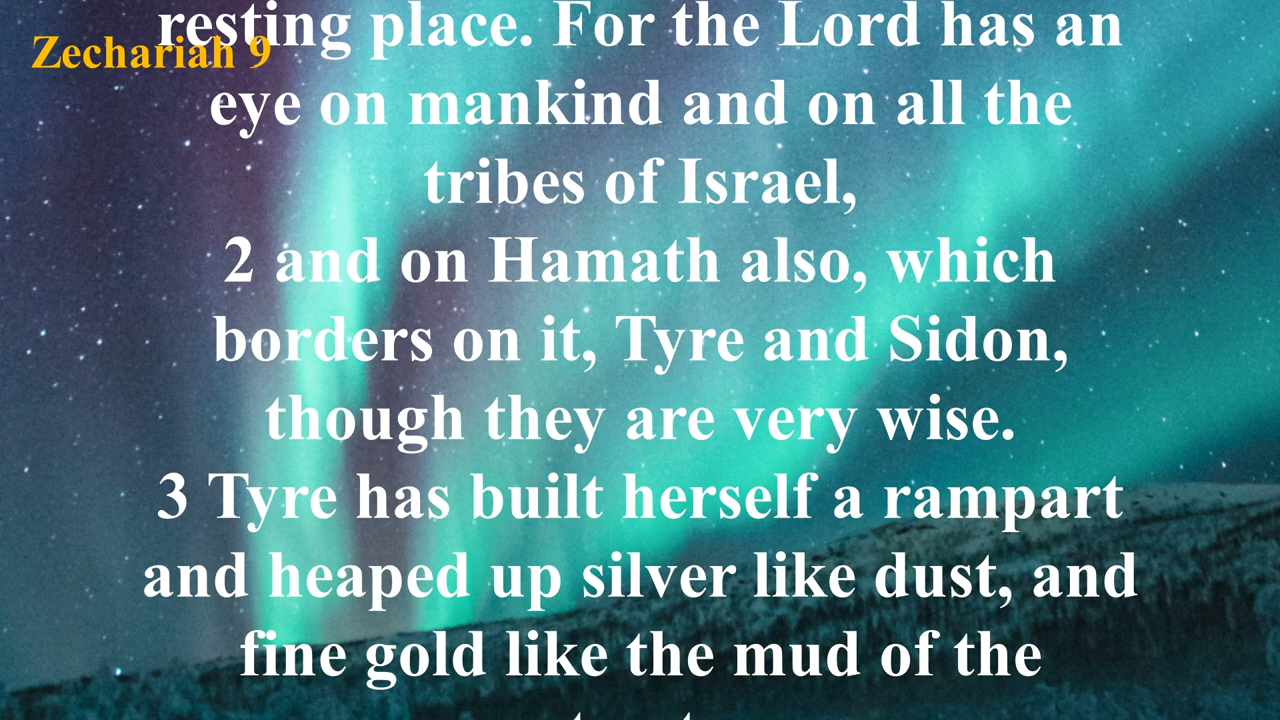 Zechariah 9
resting place. For the Lord has an
eye on mankind and on all the
tribes of Israel,
2 and on Hamath also, which
borders on it, Tyre and Sidon,
though they are very wise.
3 Tyre has built herself a rampart
and heaped up silver like dust, and
fine gold like the mud of the